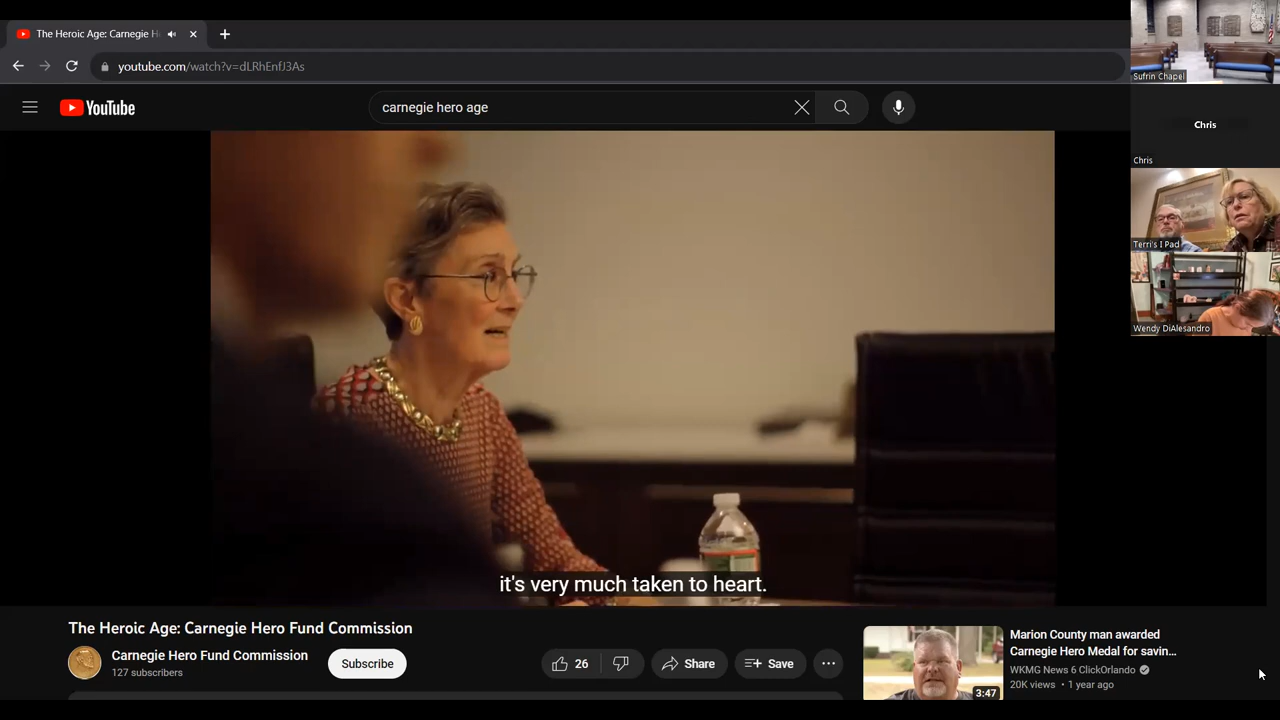 The Heroic Age: Carnegie H
youtube.com/watch?v=dLRhEnfJ3As
YouTube
carnegie hero age
Sufrin Chapel
Chris
Chris
Terri's I Pad
Wendy DiAlesandro
it's very much taken to heart.
The Heroic Age: Carnegie Hero Fund Commission
Carnegie Hero Fund Commission
127 subscribers
Subscribe
26
Share
Save
3:47
Marion County man awarded
Carnegie Hero Medal for savin...
WKMG News 6 ClickOrlando
20K views • 1 year ago